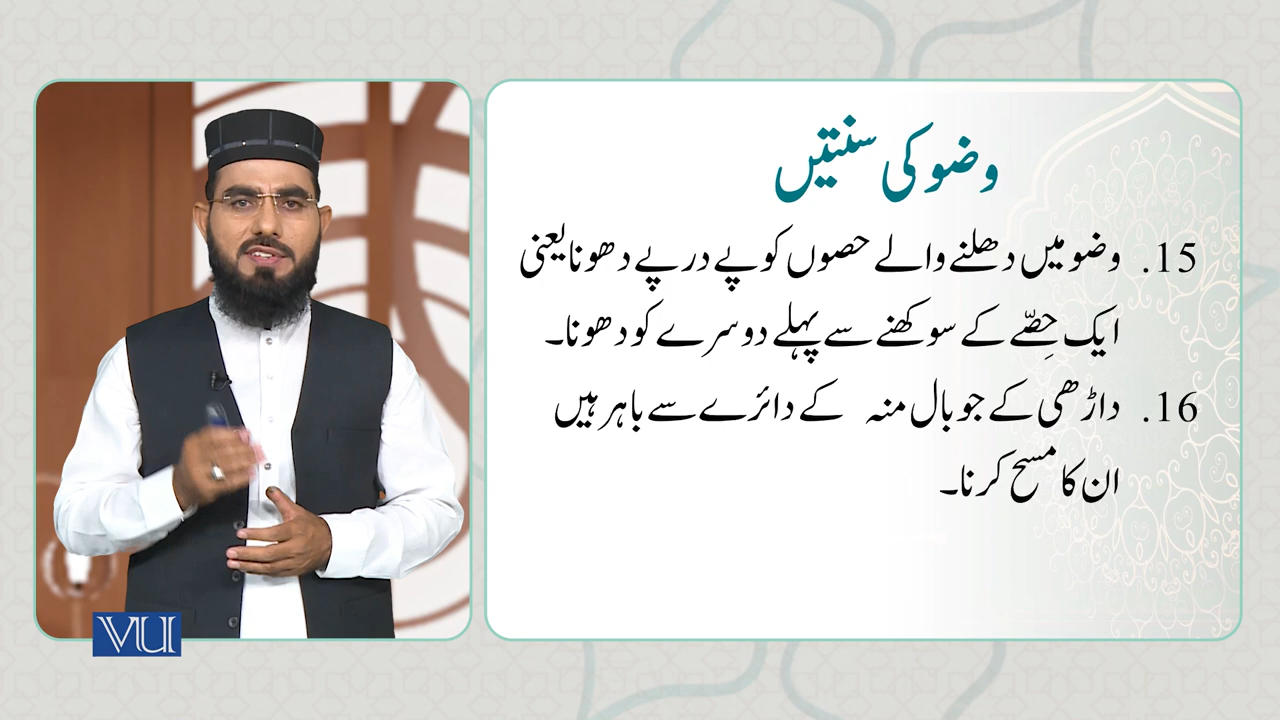 وضو کی سنتیں
15. وضو میں دھلنے والے حصوں کو پے در پے دھونا یعنی
ایک حِصّے کے سوکھنے سے پہلے دوسرے کو دھونا۔
16. داڑھی کے جو بال منہ کے دائرے سے باہر ہیں
ان کا مسح کرنا۔
VU